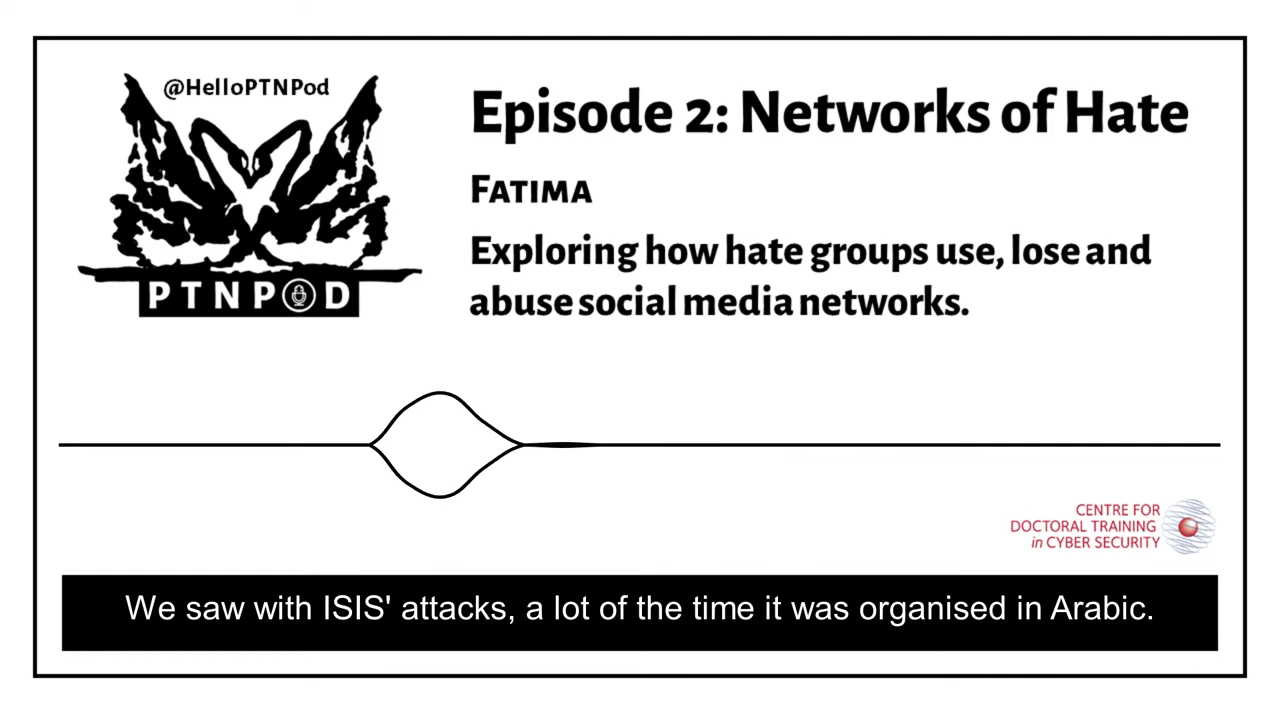 @HelloPTNPod
PTNPOD
Episode 2: Networks of Hate
Fatima
Exploring how hate groups use, lose and
abuse social media networks.
CENTRE FOR
DOCTORAL TRAINING
in CYBER SECURITY
We saw with ISIS' attacks, a lot of the time it was organised in Arabic.